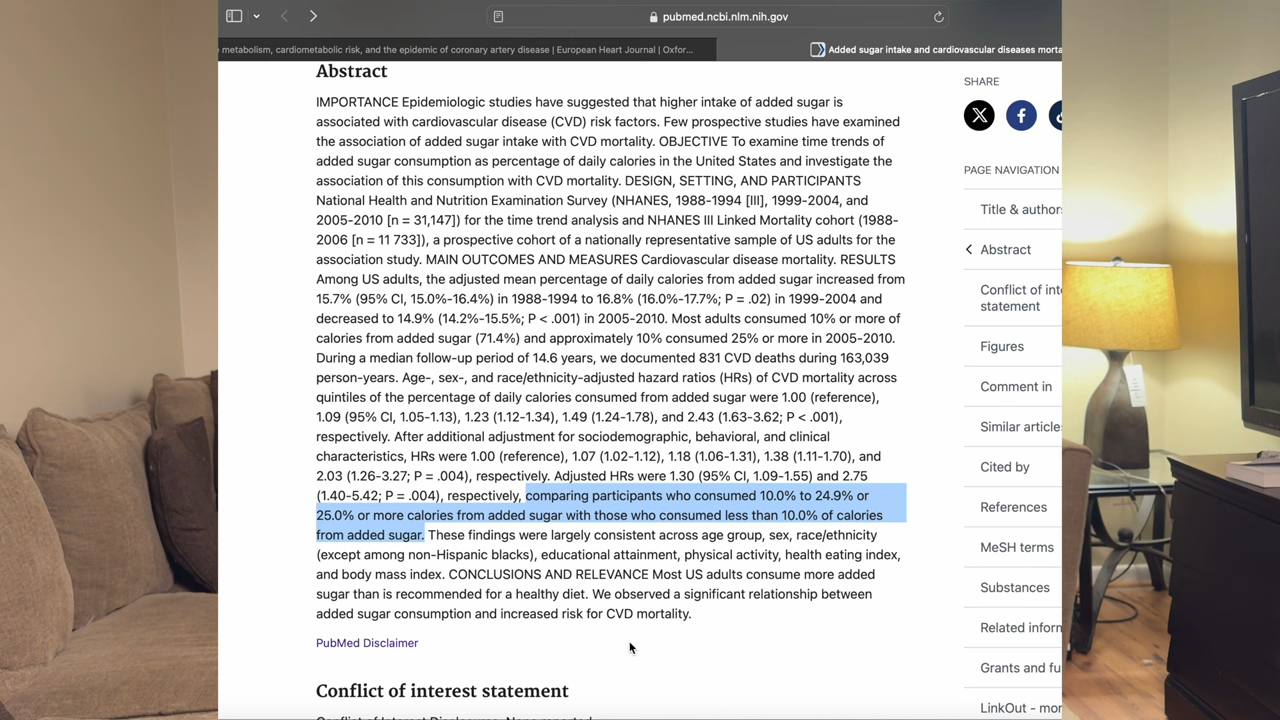 pubmed.ncbi.nlm.nih.gov
metabolism, cardiometabolic risk, and the epidemic of coronary artery disease | European Heart Journal | Oxfor...
Added sugar intake and cardiovascular diseases morta
Abstract
IMPORTANCE Epidemiologic studies have suggested that higher intake of added sugar is
associated with cardiovascular disease (CVD) risk factors. Few prospective studies have examined
the association of added sugar intake with CVD mortality. OBJECTIVE To examine time trends of
added sugar consumption as percentage of daily calories in the United States and investigate the
association of this consumption with CVD mortality. DESIGN, SETTING, AND PARTICIPANTS
National Health and Nutrition Examination Survey (NHANES, 1988-1994 [III], 1999-2004, and
2005-2010 [n = 31,147]) for the time trend analysis and NHANES III Linked Mortality cohort (1988-
2006 [n = 11 733]), a prospective cohort of a nationally representative sample of US adults for the
association study. MAIN OUTCOMES AND MEASURES Cardiovascular disease mortality. RESULTS
Among US adults, the adjusted mean percentage of daily calories from added sugar increased from
15.7% (95% CI, 15.0%-16.4%) in 1988-1994 to 16.8% (16.0%-17.7%; P = .02) in 1999-2004 and
decreased to 14.9% (14.2%-15.5%; P < .001) in 2005-2010. Most adults consumed 10% or more of
calories from added sugar (71.4%) and approximately 10% consumed 25% or more in 2005-2010.
During a median follow-up period of 14.6 years, we documented 831 CVD deaths during 163,039
person-years. Age-, sex-, and race/ethnicity-adjusted hazard ratios (HRs) of CVD mortality across
quintiles of the percentage of daily calories consumed from added sugar were 1.00 (reference),
1.09 (95% CI, 1.05-1.13), 1.23 (1.12-1.34), 1.49 (1.24-1.78), and 2.43 (1.63-3.62; P < .001),
respectively. After additional adjustment for sociodemographic, behavioral, and clinical
characteristics, HRs were 1.00 (reference), 1.07 (1.02-1.12), 1.18 (1.06-1.31), 1.38 (1.11-1.70), and
2.03 (1.26-3.27; P = .004), respectively. Adjusted HRs were 1.30 (95% CI, 1.09-1.55) and 2.75
(1.40-5.42; P = .004), respectively, comparing participants who consumed 10.0% to 24.9% or
25.0% or more calories from added sugar with those who consumed less than 10.0% of calories
from added sugar. These findings were largely consistent across age group, sex, race/ethnicity
(except among non-Hispanic blacks), educational attainment, physical activity, health eating index,
and body mass index. CONCLUSIONS AND RELEVANCE Most US adults consume more added
sugar than is recommended for a healthy diet. We observed a significant relationship between
added sugar consumption and increased risk for CVD mortality.
PubMed Disclaimer
Conflict of interest statement
Conflict of Interest Disclosures: None reported
SHARE
PAGE NAVIGATION
Title & author
Abstract
Conflict of inte
statement
Figures
Comment in
Similar article
Cited by
References
MeSH terms
Substances
Related inforn
Grants and fu
LinkOut - mor